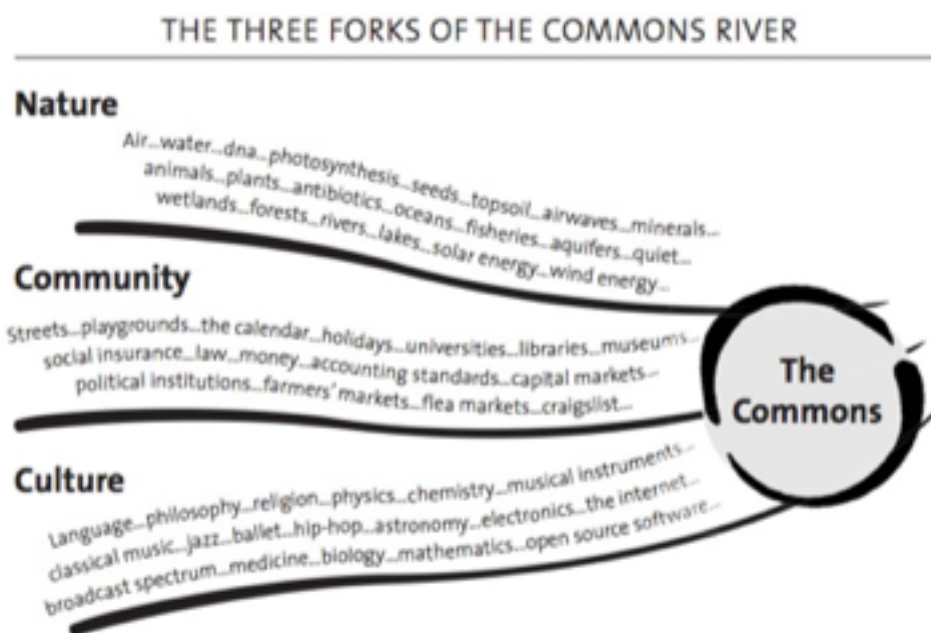 THE THREE FORKS OF THE COMMONS RIVER
Nature
Air...water...dna...photosynthesis...seeds...topsoil...airwaves...minerals...
animals...plants...antibiotics...oceans...fisheries...aquifers...quiet...
wetlands...forests...rivers...lakes...solar energy...wind energy...
Community
Streets...playgrounds...the calendar...holidays...universities...libraries...museums...
social insurance...law...money...accounting standards...capital markets...
political institutions...farmers' markets...flea markets...craigslist...
The
Commons
Culture
Language...philosophy...religion...physics...chemistry...musical instruments...
classical music...jazz...ballet...hip-hop...astronomy...electronics...the internet...
broadcast spectrum...medicine...biology...mathematics...open source software...